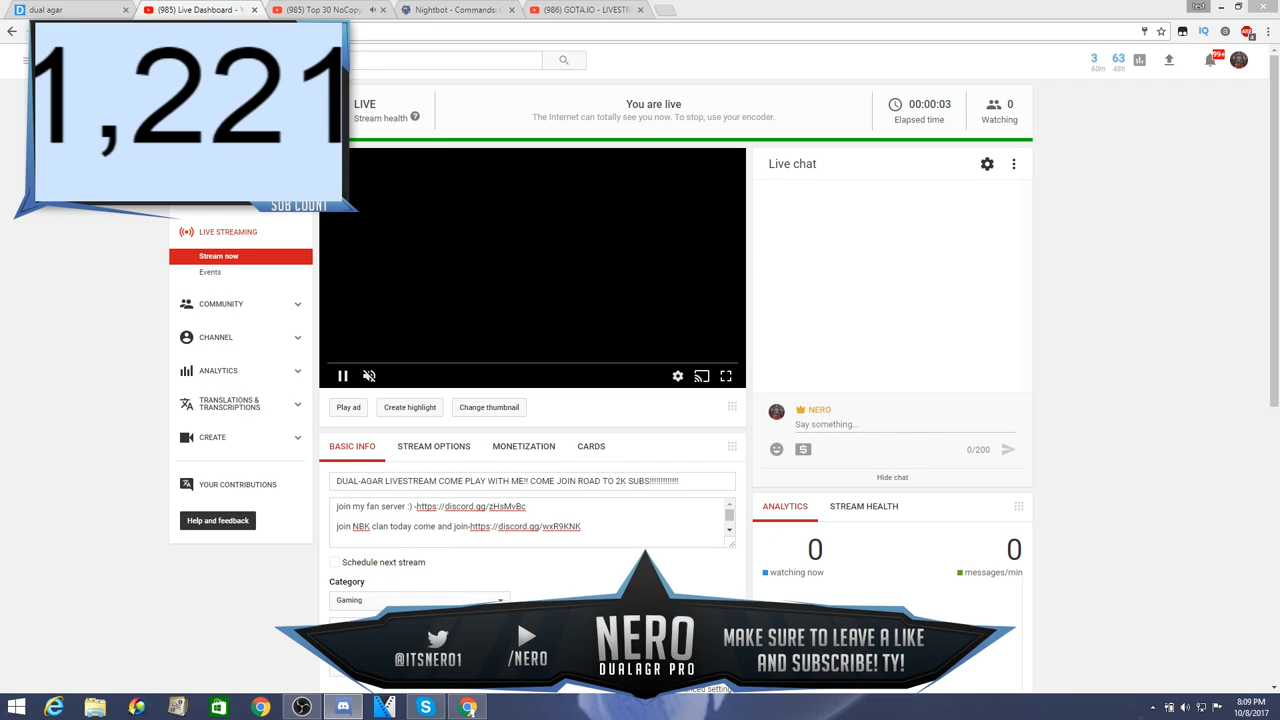 dual agar
(985) Live Dashboard - Y
(985) Top 30 NoCopy
Nightbot - Commands: C
(986) GOTA.IO - LIVESTR
1,221
SUB COUNT
3
60m
63
48h
99+
LIVE
Stream health
You are live
The Internet can totally see you now. To stop, use your encoder.
00:00:03
Elapsed time
0
Watching
Live chat
LIVE STREAMING
Stream now
Events
COMMUNITY
CHANNEL
ANALYTICS
TRANSLATIONS &
TRANSCRIPTIONS
CREATE
YOUR CONTRIBUTIONS
Help and feedback
Play ad
Create highlight
Change thumbnail
NERO
Say something...
0/200
Hide chat
BASIC INFO
STREAM OPTIONS
MONETIZATION
CARDS
DUAL-AGAR LIVESTREAM COME PLAY WITH ME!! COME JOIN ROAD TO 2K SUBS!!!!!!!!!!!!!
join my fan server :) -https://discord.gg/zHsMvBc
join NBK clan today come and join-https://discord.gg/wxR9KNK
Schedule next stream
Category
Gaming
ANALYTICS
STREAM HEALTH
0
watching now
0
messages/min
@ITSNERO1
/NERO
NERO
DUALAGR PRO
MAKE SURE TO LEAVE A LIKE
AND SUBSCRIBE! TY!
8:09 PM
10/8/2017